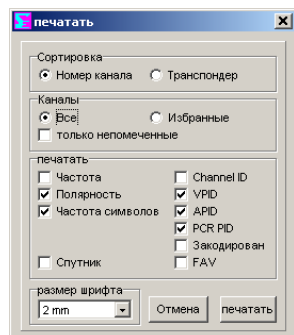 печатать
Сортировка
Номер канала Транспондер
Каналы
Все Избранные
только непомеченные
печатать
Частота Channel ID
Полярность VPID
Частота символов APID
PCR PID
Закодирован
Спутник FAV
размер шрифта
2 mm Отмена печатать